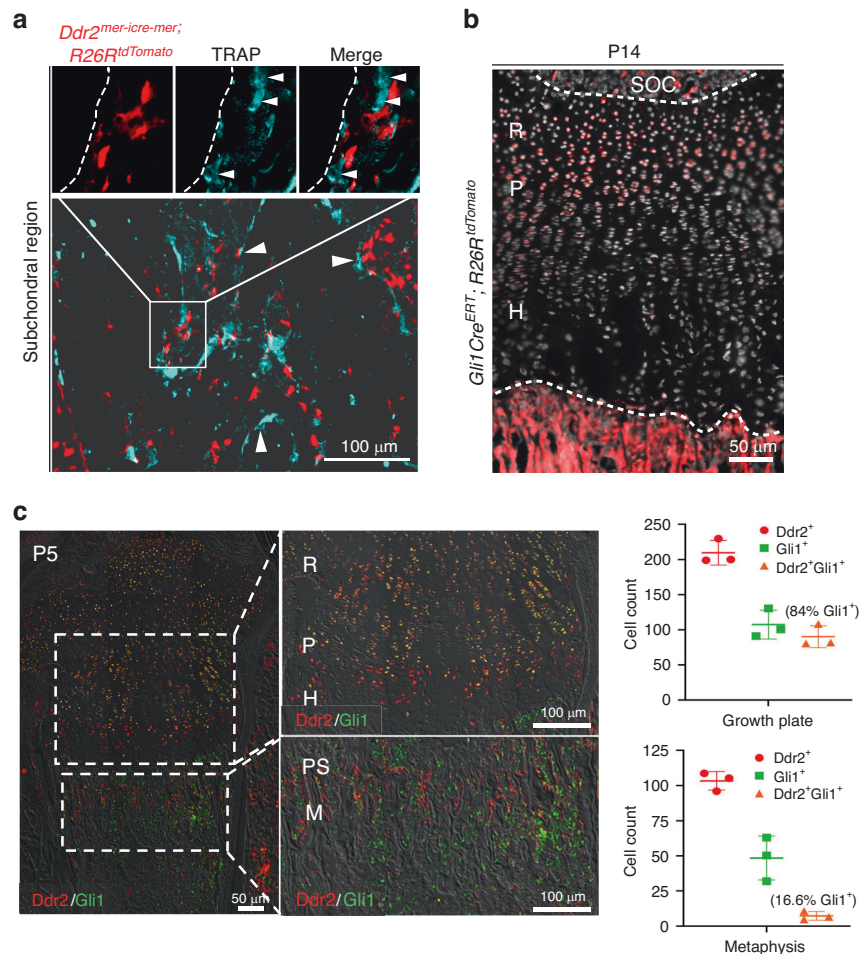 a
Ddr2mer-icre-mer;
R26RtdTomato
TRAP
Merge
Subchondral region
100 μm
b
P14
SOC
R
P
H
Gli1CreERT; R26RtdTomato
50 μm
c
P5
Ddr2/Gli1
50 μm
R
P
H
Ddr2/Gli1
100 μm
PS
M
Ddr2/Gli1
100 μm
250
200
150
100
50
0
Cell count
Ddr2+
Gli1+
Ddr2+Gli1+
(84% Gli1+)
Growth plate
125
100
75
50
25
0
Cell count
Ddr2+
Gli1+
Ddr2+Gli1+
(16.6% Gli1+)
Metaphysis